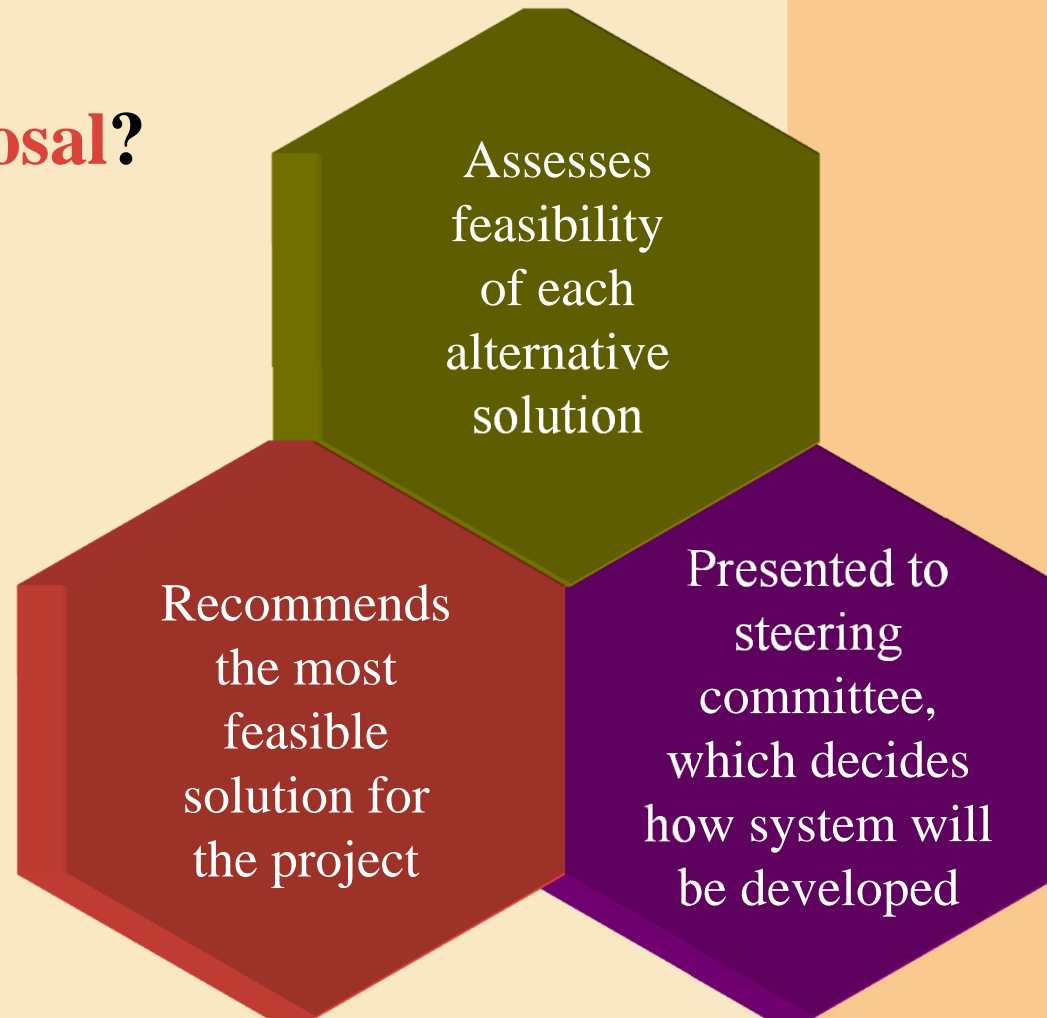 osal?
Assesses
feasibility
of each
alternative
solution
Recommends
the most
feasible
solution for
the project
Presented to
steering
committee,
which decides
how system will
be developed